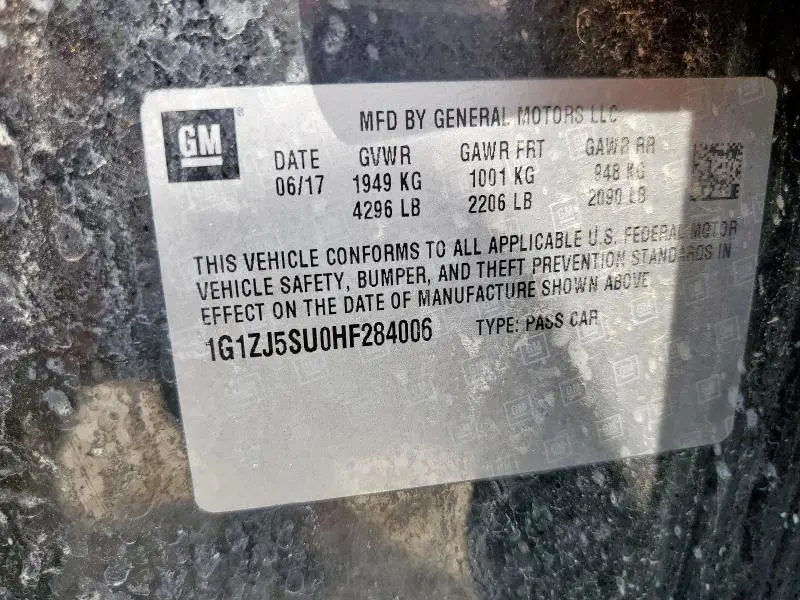 GM
MFD BY GENERAL MOTORS LLC
DATE GVWR GAWR FRT GAWR RR
06/17 1949 KG 1001 KG 948 KG
4296 LB 2206 LB 2090 LB
THIS VEHICLE CONFORMS TO ALL APPLICABLE U.S. FEDERAL MOTOR
VEHICLE SAFETY, BUMPER, AND THEFT PREVENTION STANDARDS IN
EFFECT ON THE DATE OF MANUFACTURE SHOWN ABOVE
1G1ZJ5SU0HF284006 TYPE: PASS CAR